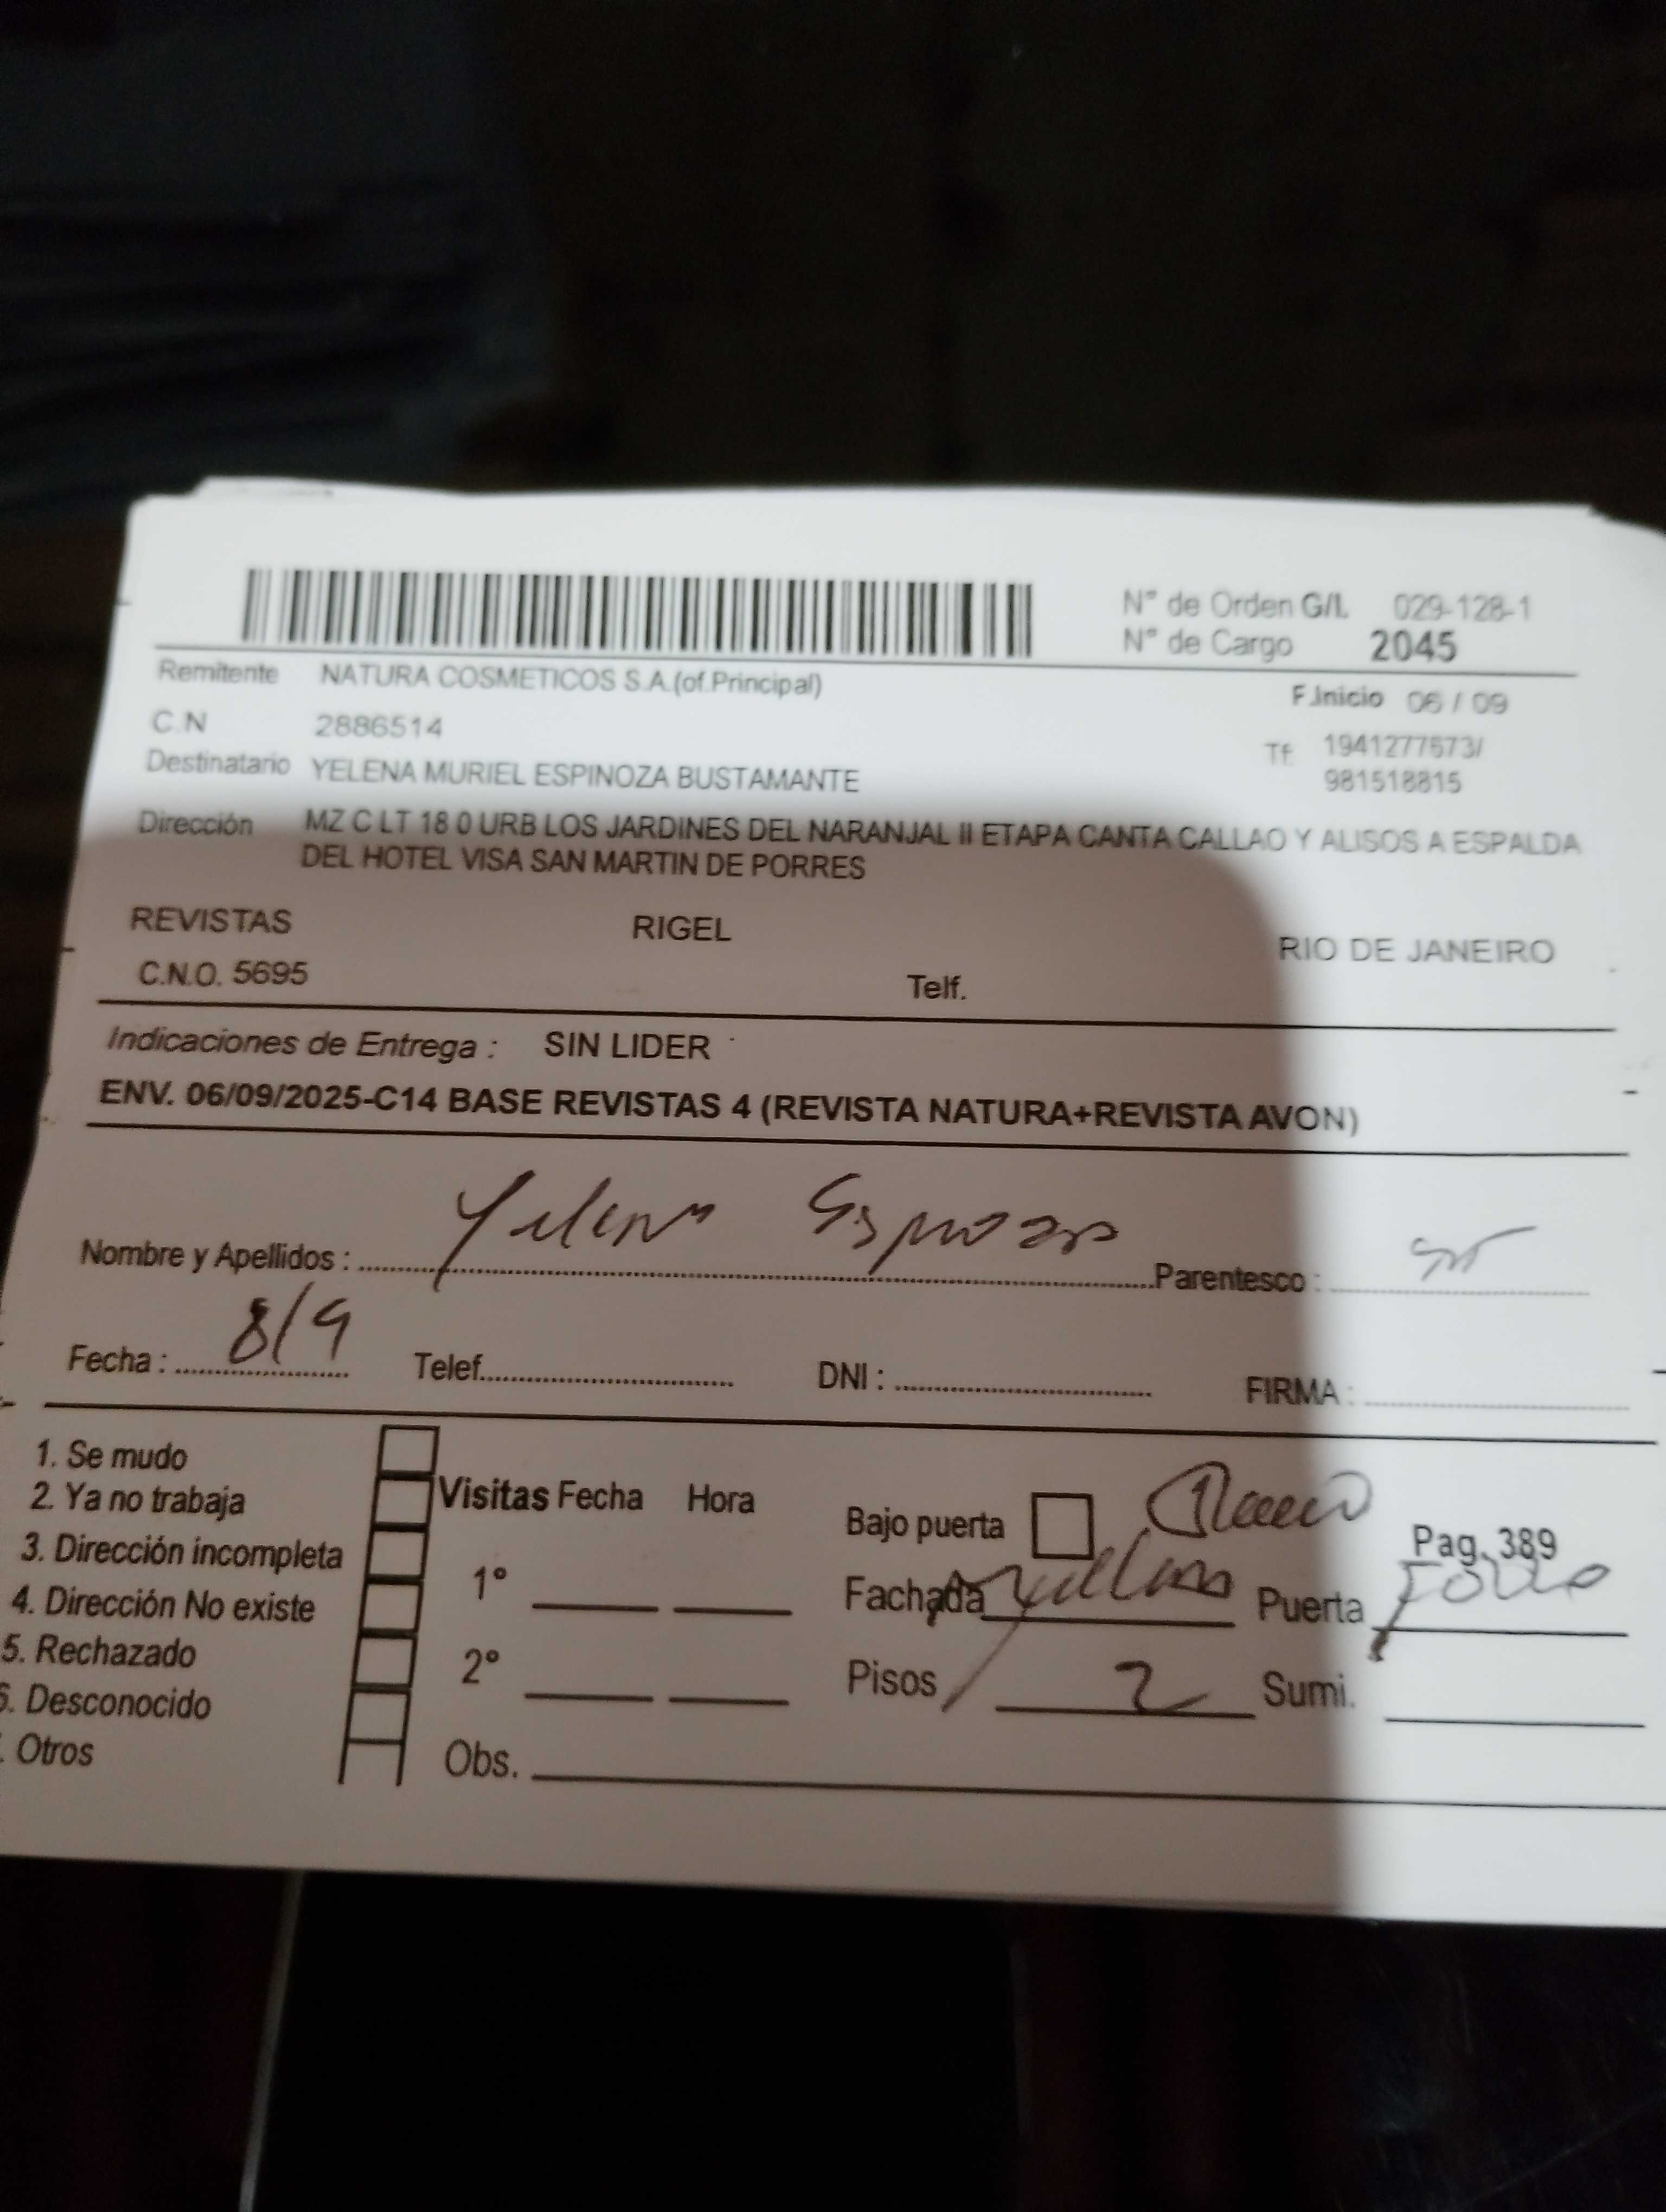 N° de Orden G/L 029-128-1
N° de Cargo 2045
Remitente NATURA COSMETICOS S.A.(of.Principal)
F.Inicio 06 / 09
C.N 2886514
Tf. 1941277673/
981518815
Destinatario YELENA MURIEL ESPINOZA BUSTAMANTE
Dirección MZ C LT 18 0 URB LOS JARDINES DEL NARANJAL II ETAPA CANTA CALLAO Y ALISOS A ESPALDA
DEL HOTEL VISA SAN MARTIN DE PORRES
REVISTAS RIGEL RIO DE JANEIRO
C.N.O. 5695 Telf.
Indicaciones de Entrega : SIN LIDER
ENV. 06/09/2025-C14 BASE REVISTAS 4 (REVISTA NATURA+REVISTA AVON)
Nombre y Apellidos : Yelena Espinoza Parentesco :
Fecha : 8/9 Telef. DNI : FIRMA :
1. Se mudo
2. Ya no trabaja
3. Dirección incompleta
4. Dirección No existe
5. Rechazado
6. Desconocido
. Otros
Visitas Fecha Hora
1°
2°
Obs.
Bajo puerta
Pag. 389
Fachada Puerta
Pisos 2 Sumi.